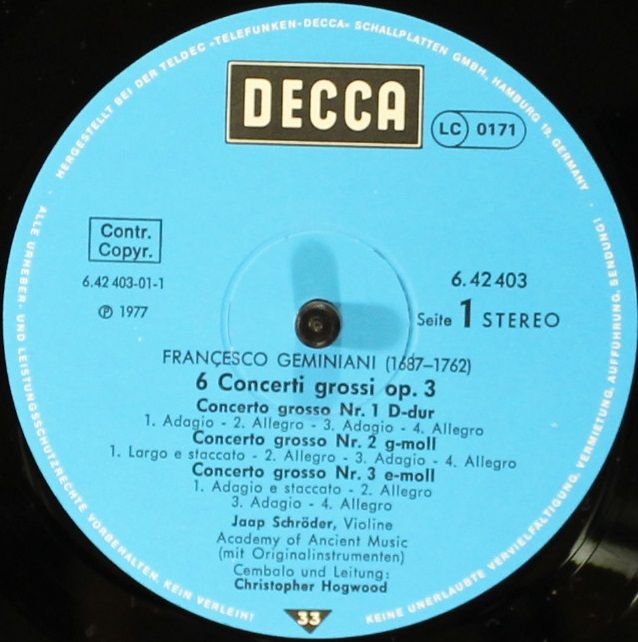 HERGESTELLT BEI DER TELDEC »TELEFUNKEN-DECCA« SCHALLPLATTEN GMBH, HAMBURG 19, GERMANY
DECCA
LC 0171
Contr.
Copyr.
6.42 403-01-1
℗ 1977
6.42 403
Seite 1 STEREO
FRANÇESCO GEMINIANI (1687–1762)
6 Concerti grossi op. 3
Concerto grosso Nr. 1 D-dur
1. Adagio - 2. Allegro - 3. Adagio - 4. Allegro
Concerto grosso Nr. 2 g-moll
1. Largo e staccato - 2. Allegro - 3. Adagio - 4. Allegro
Concerto grosso Nr. 3 e-moll
1. Adagio e staccato - 2. Allegro
3. Adagio - 4. Allegro
Jaap Schröder, Violine
Academy of Ancient Music
(mit Originalinstrumenten)
Cembalo und Leitung:
Christopher Hogwood
33
ALLE URHEBER- UND LEISTUNGSSCHUTZRECHTE VORBEHALTEN. KEIN VERLEIH!
KEINE UNERLAUBTE VERVIELFÄLTIGUNG, VERMIETUNG, AUFFÜHRUNG, SENDUNG!